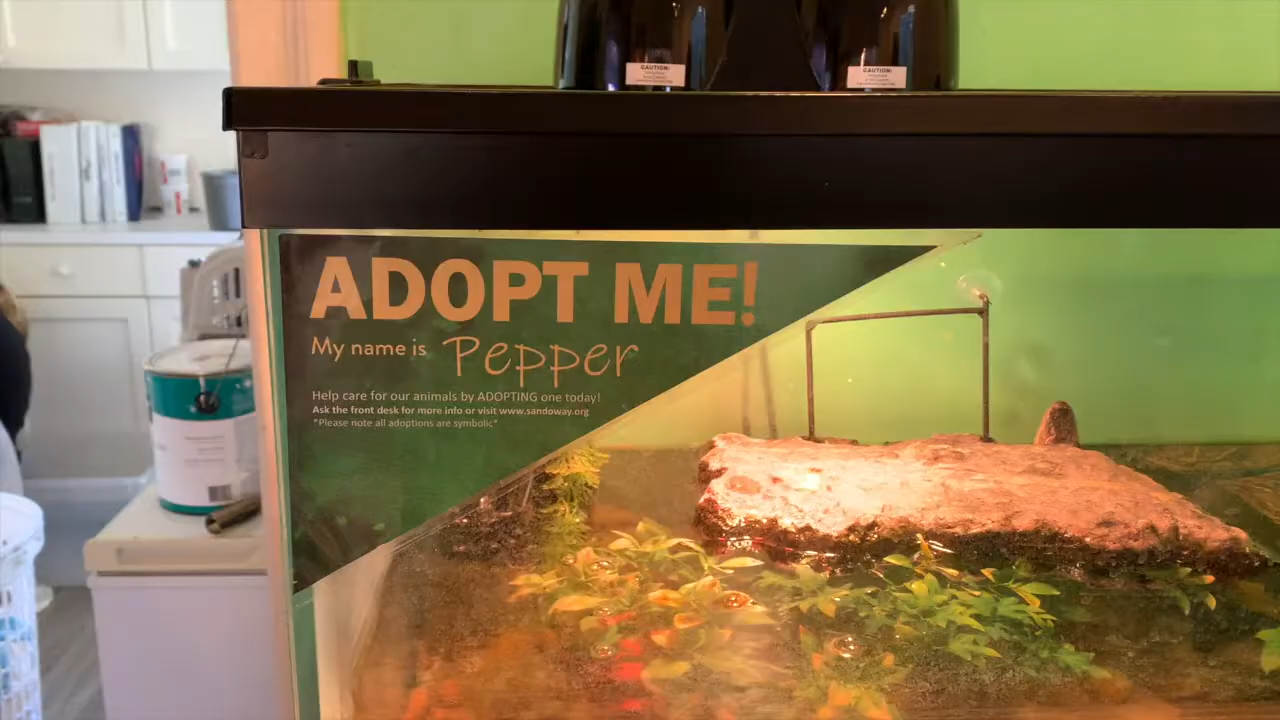 CAUTION:
CAUTION:
ADOPT ME!
My name is Pepper
Help care for our animals by ADOPTING one today!
Ask the front desk for more info or visit www.sandoway.org
*Please note all adoptions are symbolic*